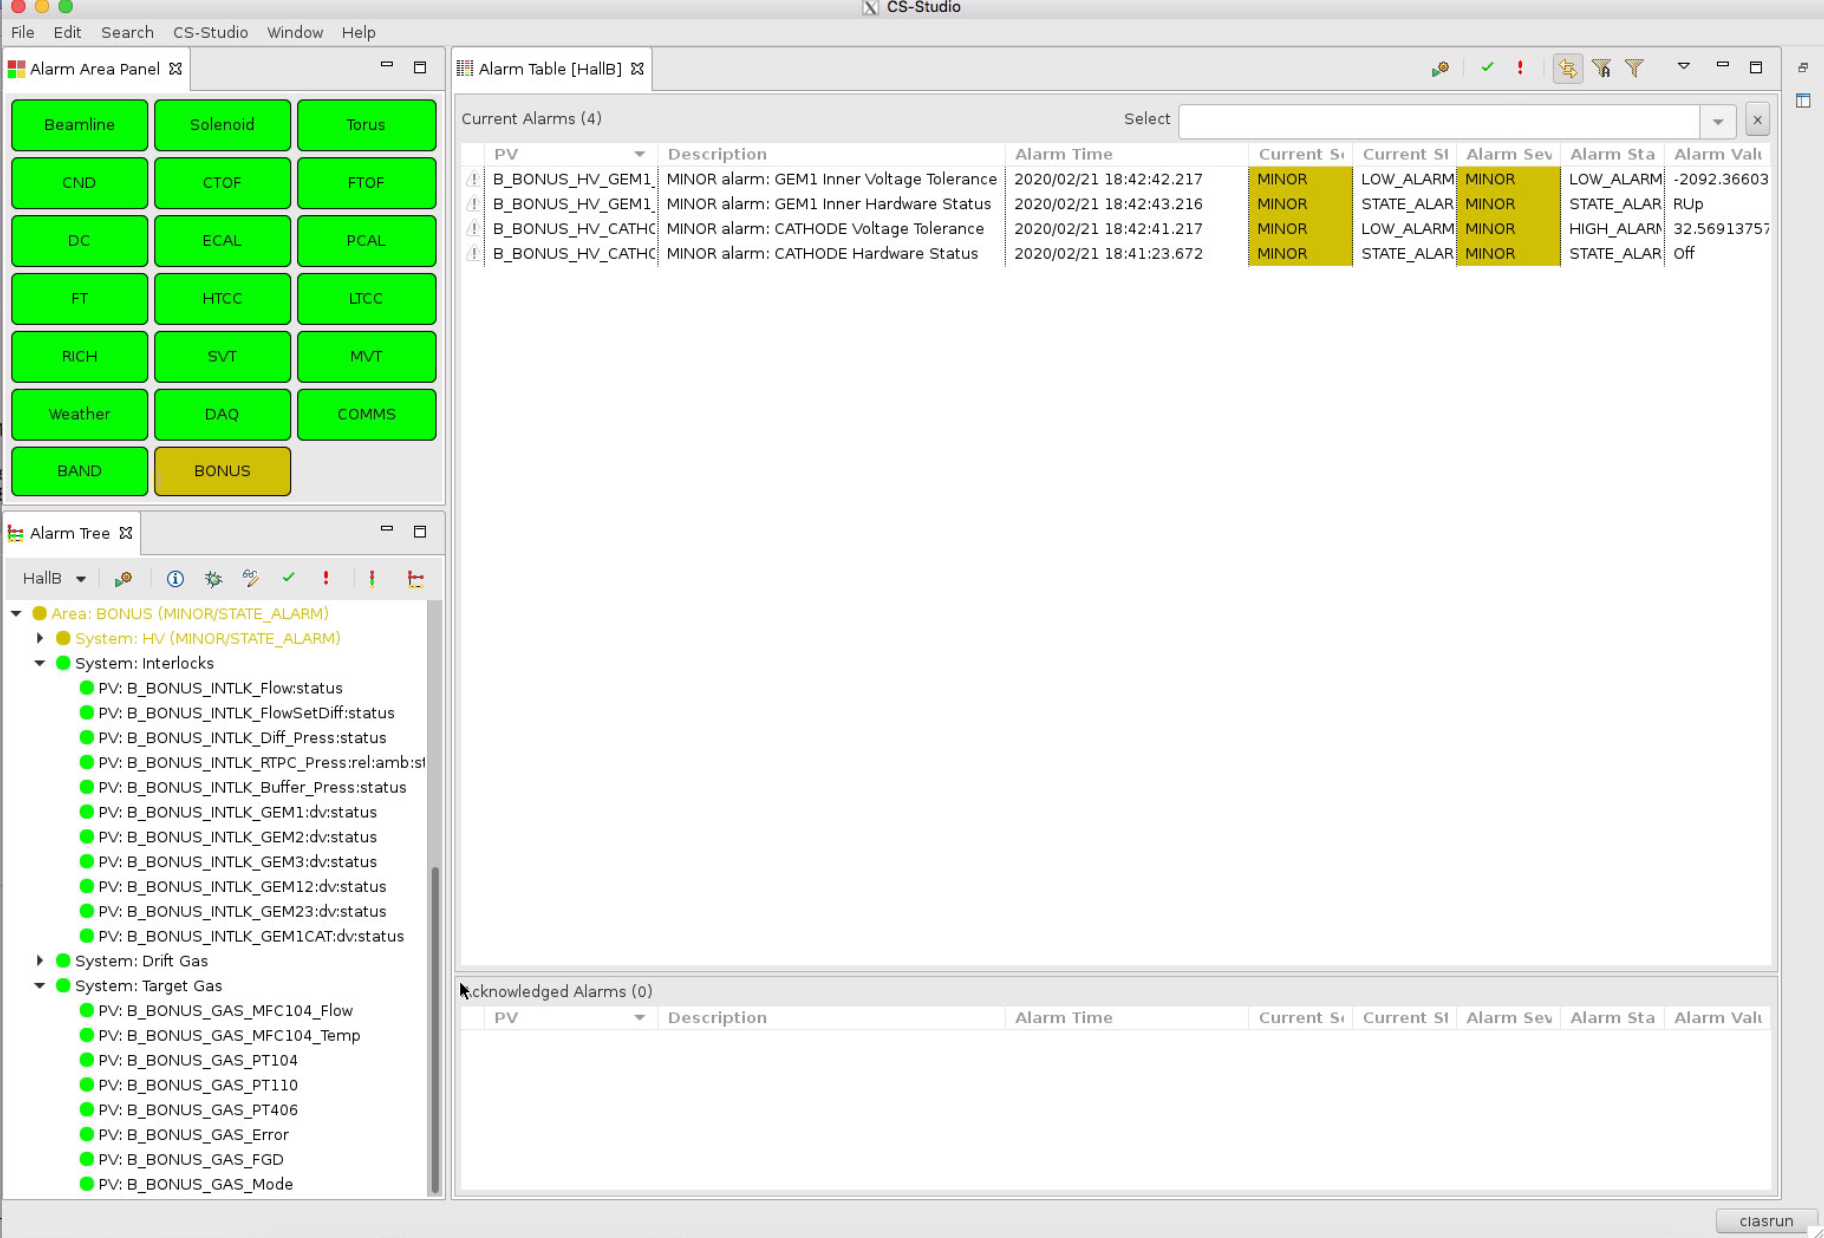 CS-Studio
File Edit Search CS-Studio Window Help
Alarm Area Panel
Beamline Solenoid Torus
CND CTOF FTOF
DC ECAL PCAL
FT HTCC LTCC
RICH SVT MVT
Weather DAQ COMMS
BAND BONUS
Alarm Tree
HallB
Area: BONUS (MINOR/STATE_ALARM)
System: HV (MINOR/STATE_ALARM)
System: Interlocks
PV: B_BONUS_INTLK_Flow:status
PV: B_BONUS_INTLK_FlowSetDiff:status
PV: B_BONUS_INTLK_Diff_Press:status
PV: B_BONUS_INTLK_RTPC_Press:rel:amb:st
PV: B_BONUS_INTLK_Buffer_Press:status
PV: B_BONUS_INTLK_GEM1:dv:status
PV: B_BONUS_INTLK_GEM2:dv:status
PV: B_BONUS_INTLK_GEM3:dv:status
PV: B_BONUS_INTLK_GEM12:dv:status
PV: B_BONUS_INTLK_GEM23:dv:status
PV: B_BONUS_INTLK_GEM1CAT:dv:status
System: Drift Gas
System: Target Gas
PV: B_BONUS_GAS_MFC104_Flow
PV: B_BONUS_GAS_MFC104_Temp
PV: B_BONUS_GAS_PT104
PV: B_BONUS_GAS_PT110
PV: B_BONUS_GAS_PT406
PV: B_BONUS_GAS_Error
PV: B_BONUS_GAS_FGD
PV: B_BONUS_GAS_Mode
Alarm Table [HallB]
Current Alarms (4) Select x
PV Description Alarm Time Current Se Current St Alarm Sev Alarm Sta Alarm Valu
B_BONUS_HV_GEM1_ MINOR alarm: GEM1 Inner Voltage Tolerance 2020/02/21 18:42:42.217 MINOR LOW_ALARM MINOR LOW_ALARM -2092.36603
B_BONUS_HV_GEM1_ MINOR alarm: GEM1 Inner Hardware Status 2020/02/21 18:42:43.216 MINOR STATE_ALAR MINOR STATE_ALAR RUp
B_BONUS_HV_CATHC MINOR alarm: CATHODE Voltage Tolerance 2020/02/21 18:42:41.217 MINOR LOW_ALARM MINOR HIGH_ALARM 32.56913757
B_BONUS_HV_CATHC MINOR alarm: CATHODE Hardware Status 2020/02/21 18:41:23.672 MINOR STATE_ALAR MINOR STATE_ALAR Off
cknowledged Alarms (0)
PV Description Alarm Time Current Se Current St Alarm Sev Alarm Sta Alarm Valu
clasrun